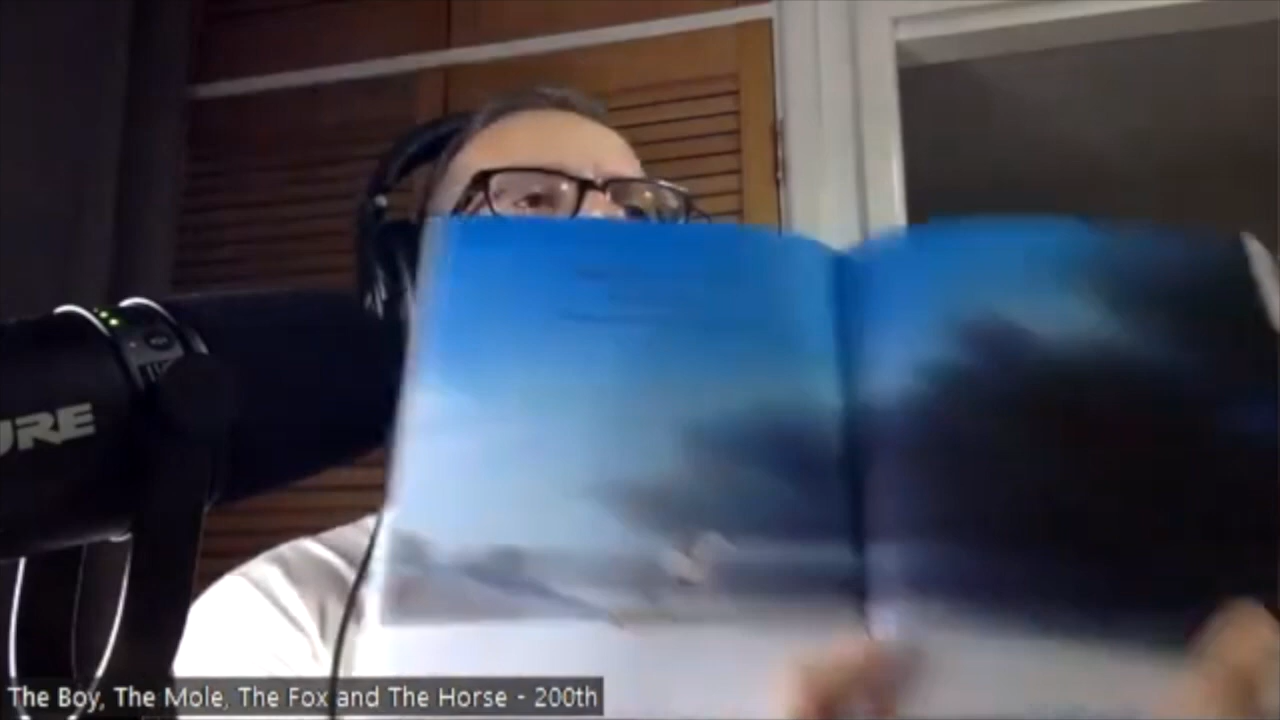 URE
The Boy, The Mole, The Fox and The Horse - 200th